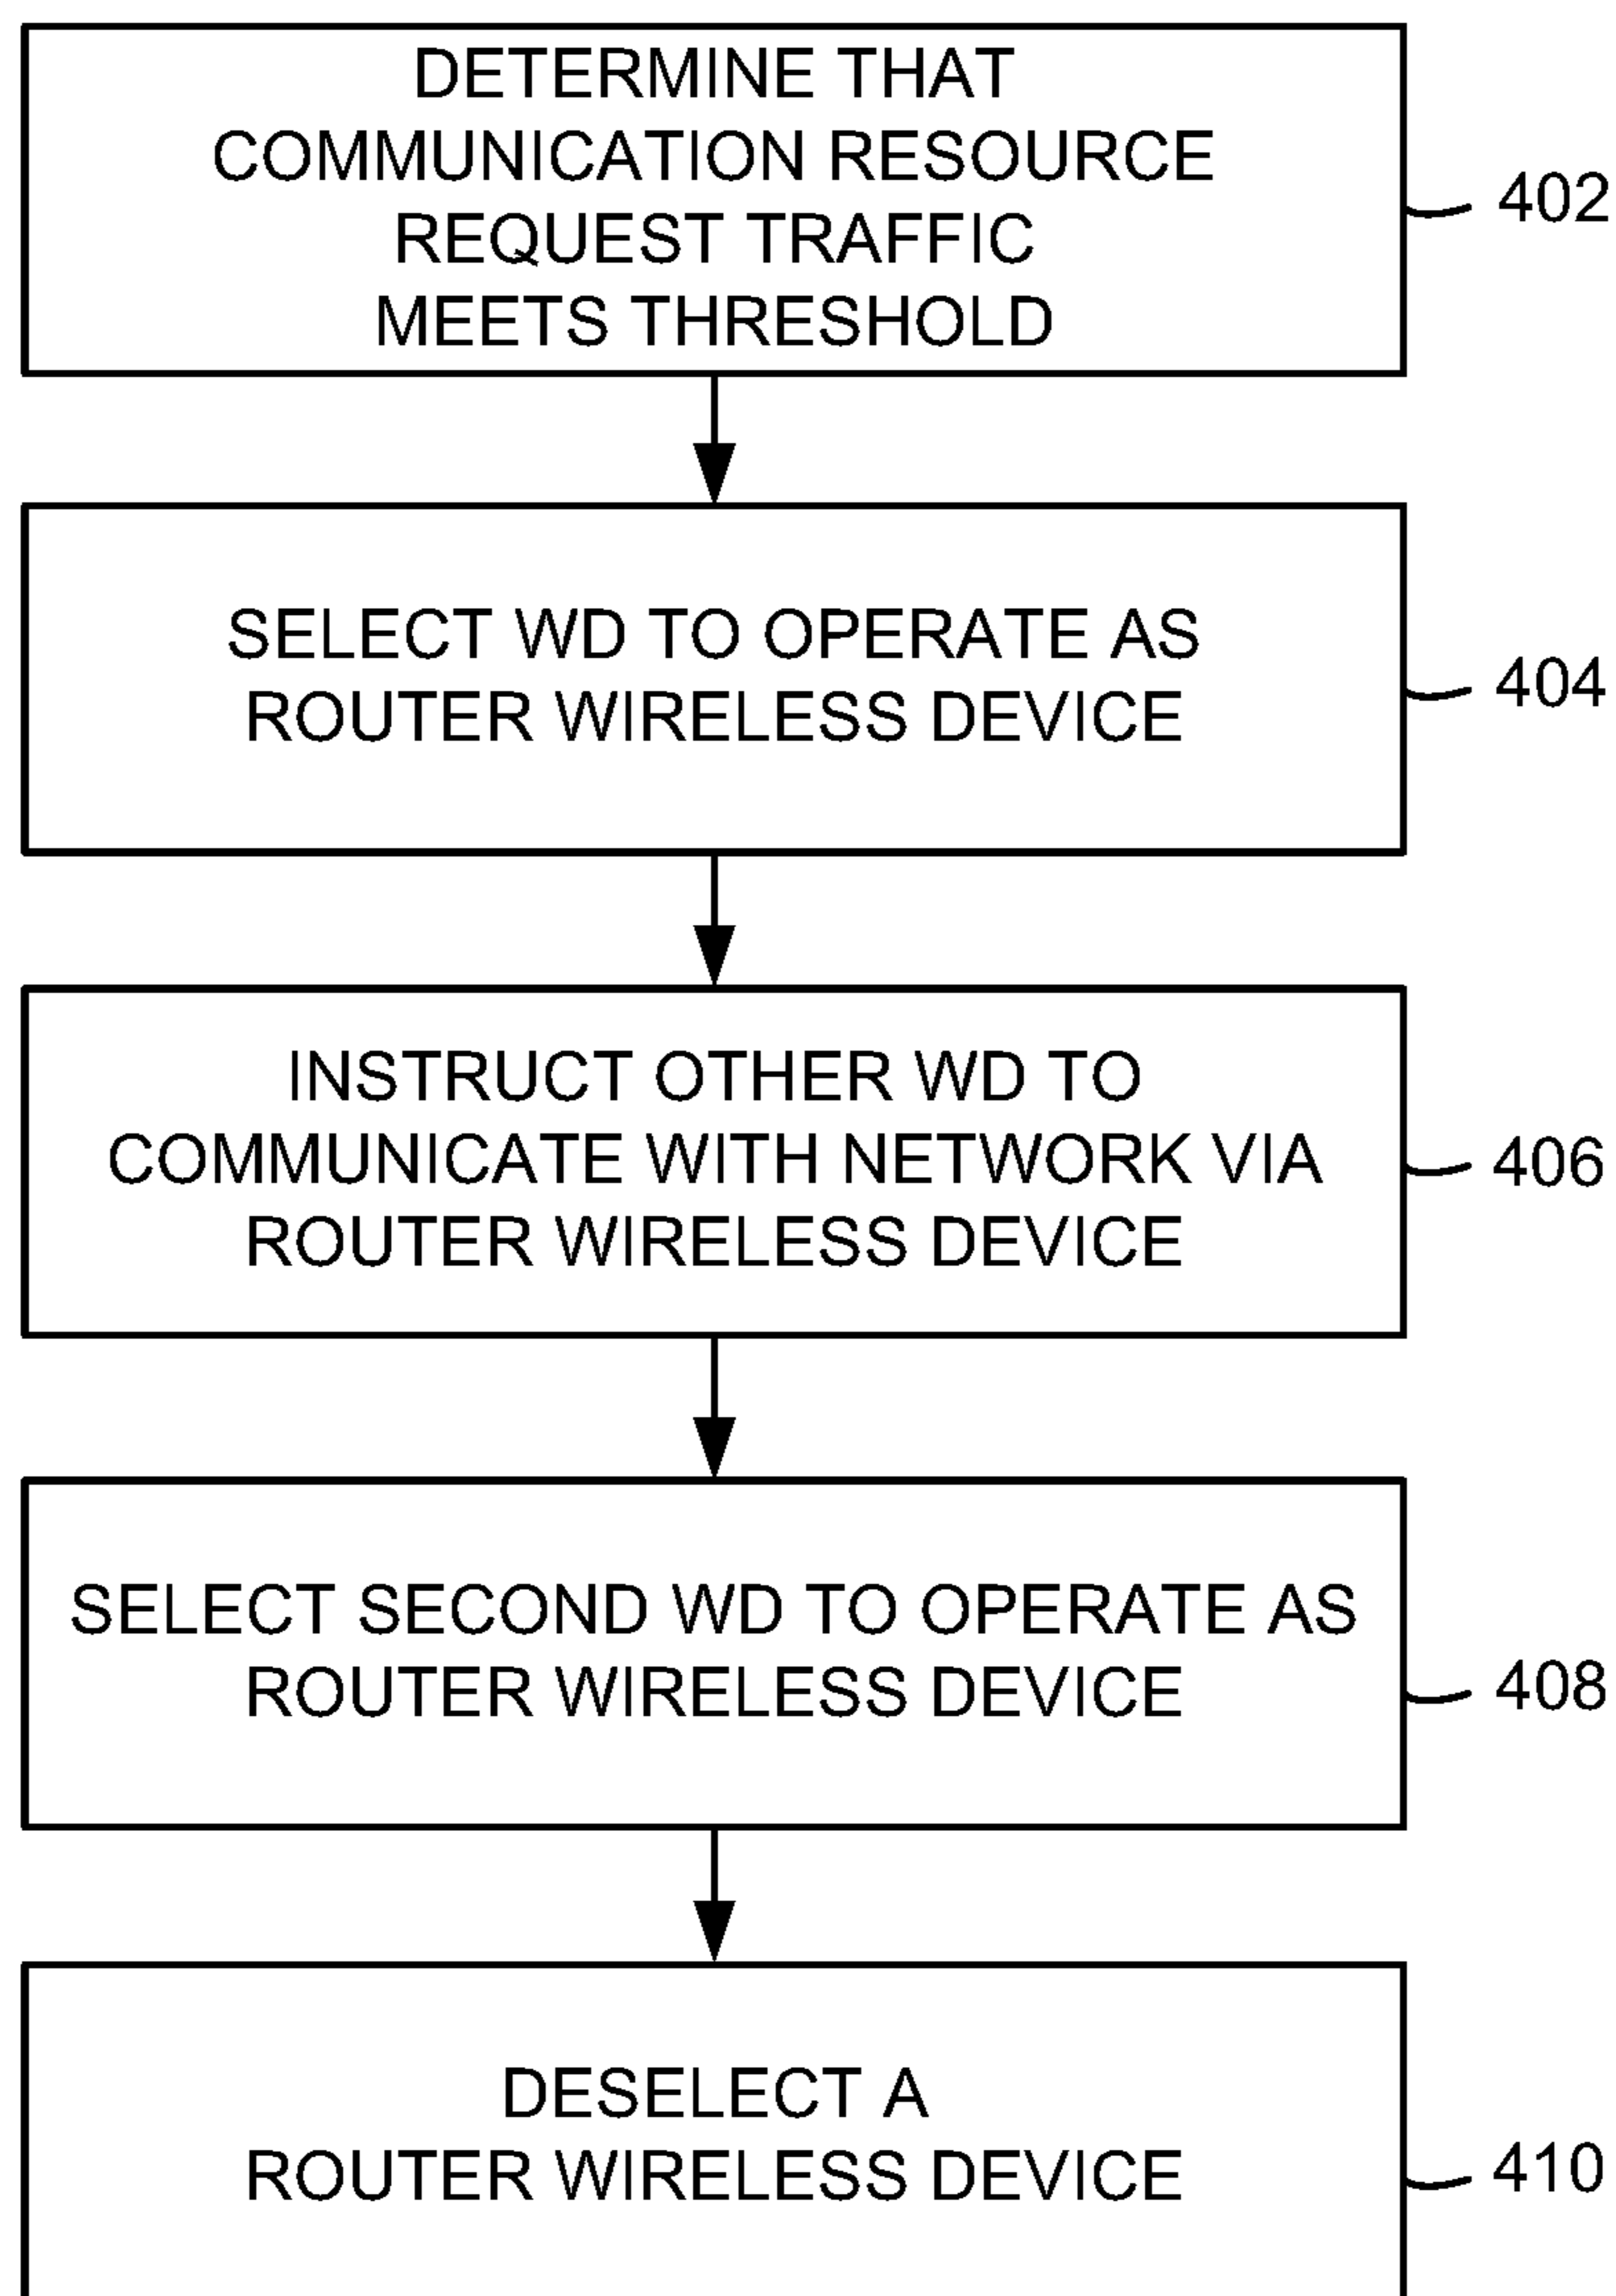 DETERMINE THAT
COMMUNICATION RESOURCE
REQUEST TRAFFIC
MEETS THRESHOLD
402
SELECT WD TO OPERATE AS
ROUTER WIRELESS DEVICE
404
INSTRUCT OTHER WD TO
COMMUNICATE WITH NETWORK VIA
ROUTER WIRELESS DEVICE
406
SELECT SECOND WD TO OPERATE AS
ROUTER WIRELESS DEVICE
408
DESELECT A
ROUTER WIRELESS DEVICE
410